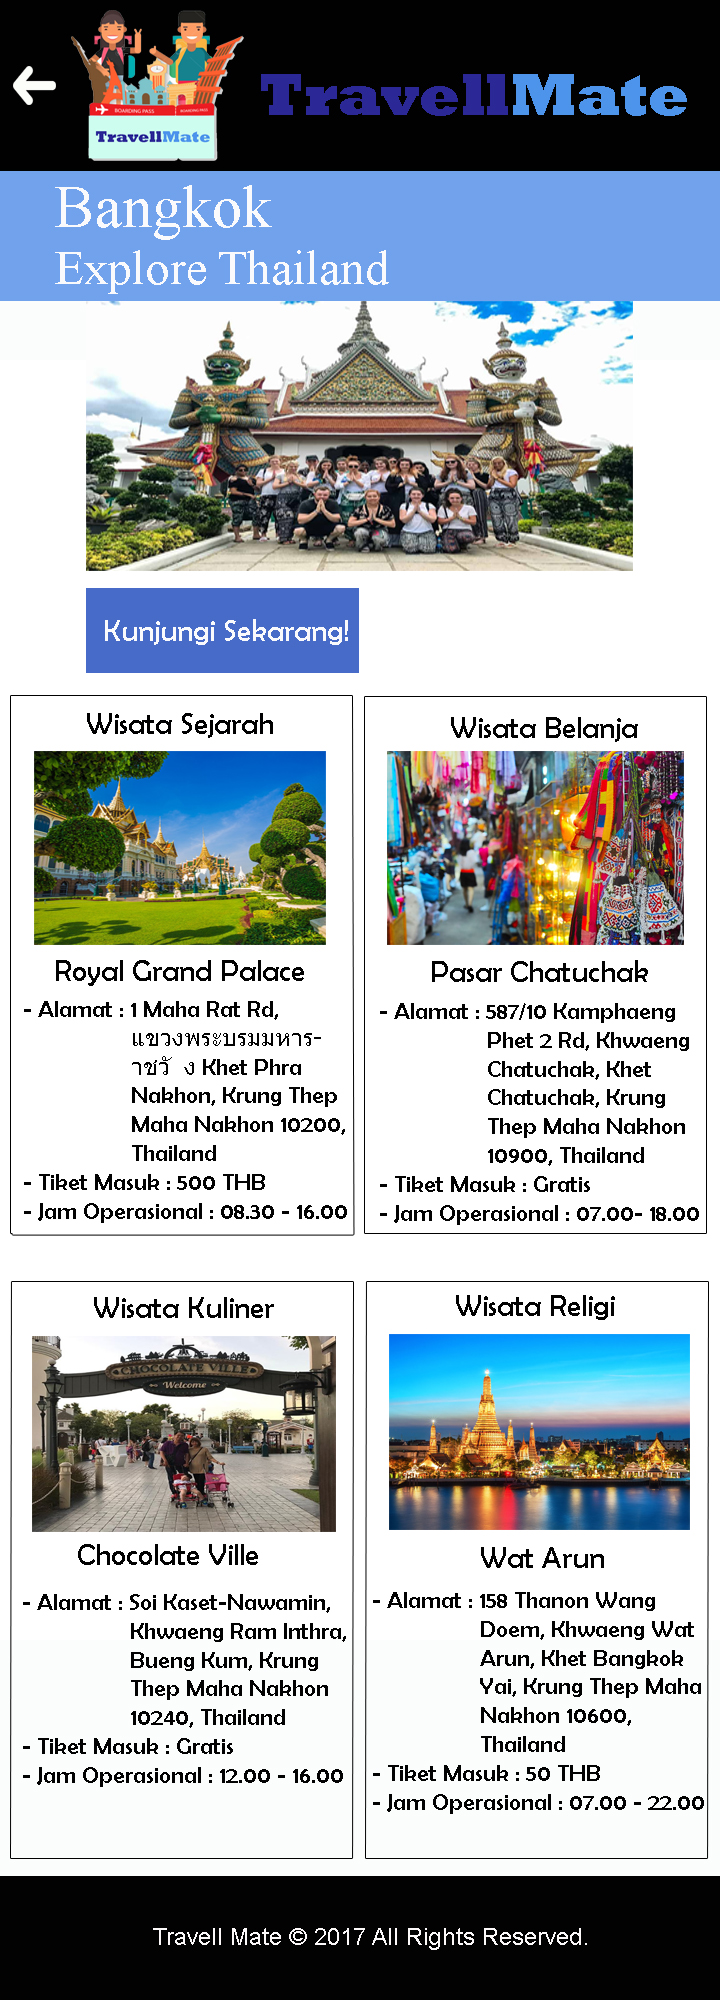 BOARDING PASS
BOARDING PASS
TravellMate
TravellMate
Bangkok
Explore Thailand
Kunjungi Sekarang!
Wisata Sejarah
Royal Grand Palace
- Alamat : 1 Maha Rat Rd,
แขวงพระบรมมหาร-
าชวั ง Khet Phra
Nakhon, Krung Thep
Maha Nakhon 10200,
Thailand
- Tiket Masuk : 500 THB
- Jam Operasional : 08.30 - 16.00
Wisata Belanja
Pasar Chatuchak
- Alamat : 587/10 Kamphaeng
Phet 2 Rd, Khwaeng
Chatuchak, Khet
Chatuchak, Krung
Thep Maha Nakhon
10900, Thailand
- Tiket Masuk : Gratis
- Jam Operasional : 07.00- 18.00
Wisata Kuliner
CHOCOLATE VILLE
Welcome
Chocolate Ville
- Alamat : Soi Kaset-Nawamin,
Khwaeng Ram Inthra,
Bueng Kum, Krung
Thep Maha Nakhon
10240, Thailand
- Tiket Masuk : Gratis
- Jam Operasional : 12.00 - 16.00
Wisata Religi
Wat Arun
- Alamat : 158 Thanon Wang
Doem, Khwaeng Wat
Arun, Khet Bangkok
Yai, Krung Thep Maha
Nakhon 10600,
Thailand
- Tiket Masuk : 50 THB
- Jam Operasional : 07.00 - 22.00
Travell Mate © 2017 All Rights Reserved.